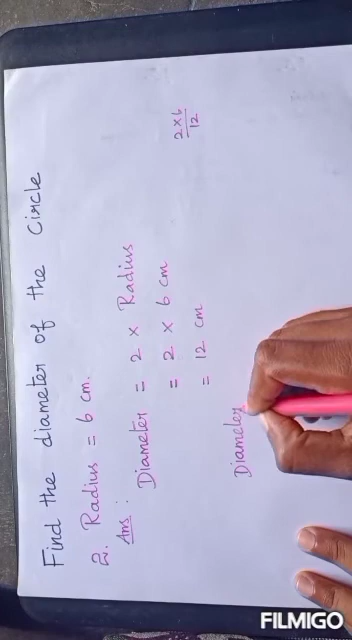 Find the diameter of the Circle
2. Radius = 6 cm.
Ans :
Diameter = 2 × Radius
= 2 × 6 cm
= 12 cm
2×6
12
Diameter
FILMIGO